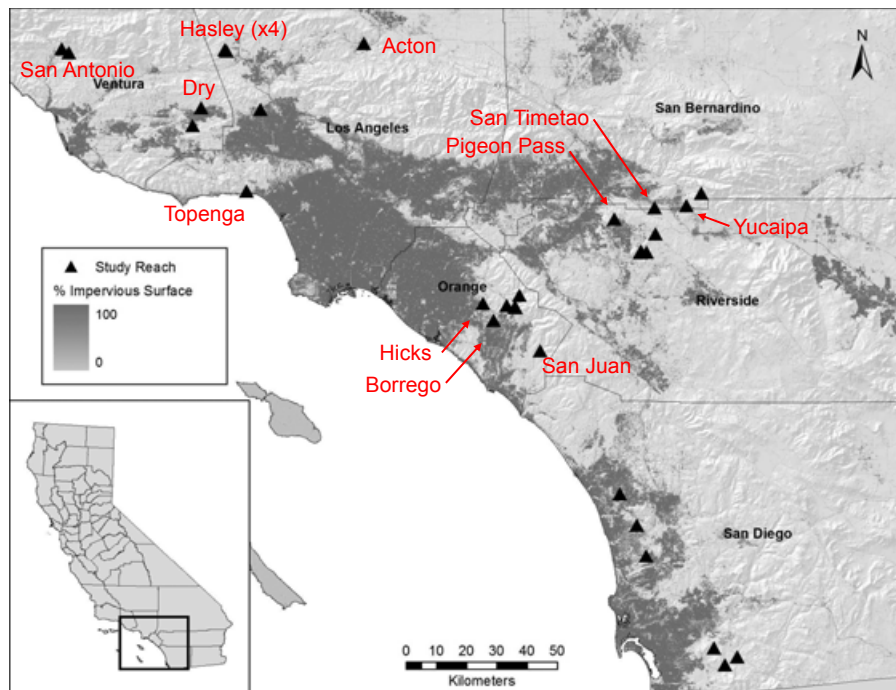 Hasley (x4)
Acton
N
San Antonio
Ventura
Dry
San Bernardino
San Timetao
Los Angeles
Pigeon Pass
Topenga
Yucaipa
Study Reach
% Impervious Surface
100
0
Orange
Riverside
Hicks
San Juan
Borrego
San Diego
0 10 20 30 40 50
Kilometers